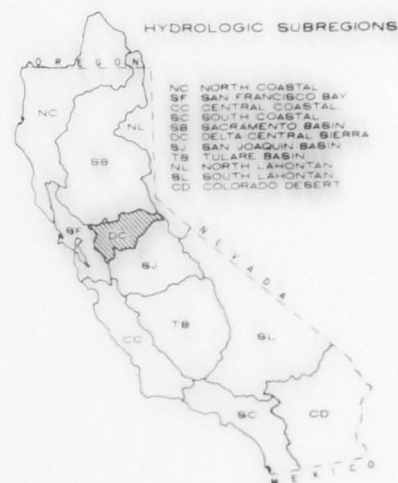 HYDROLOGIC SUBREGIONS
OREGON
NC NORTH COASTAL
SF SAN FRANCISCO BAY
CC CENTRAL COASTAL
SC SOUTH COASTAL
SB SACRAMENTO BASIN
DC DELTA CENTRAL SIERRA
SJ SAN JOAQUIN BASIN
TB TULARE BASIN
NL NORTH LAHONTAN
SL SOUTH LAHONTAN
CD COLORADO DESERT
NC
NL
SB
SF
DC
NEVADA
SJ
TB
SL
CC
SC
CD
MEXICO